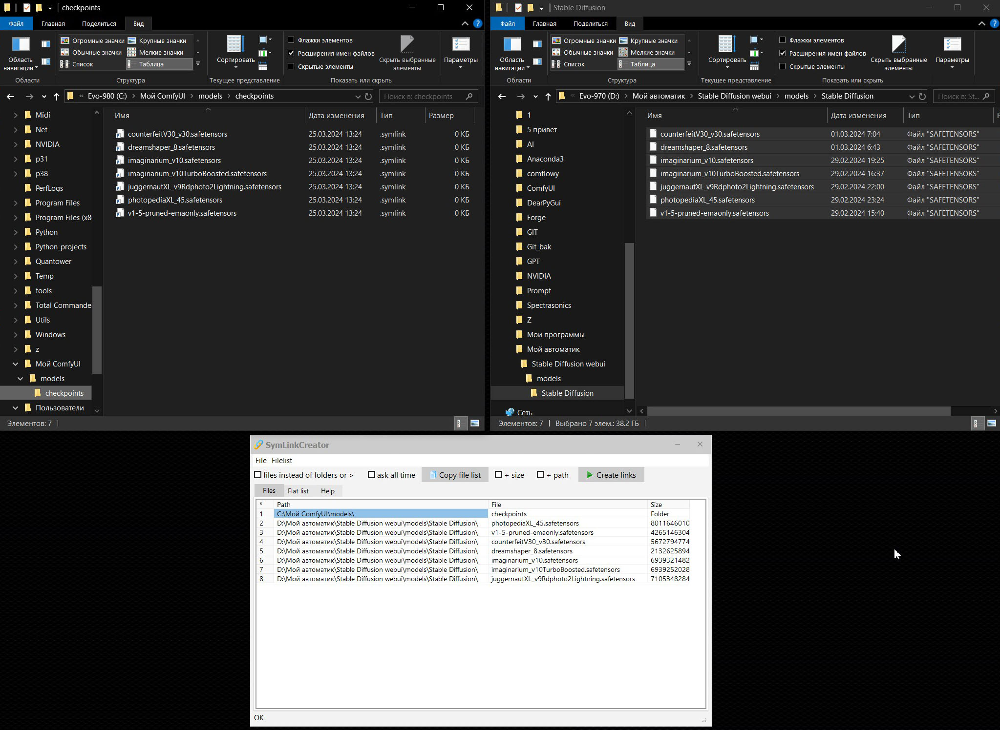 checkpoints
Файл Главная Поделиться Вид
Область навигации
Области
Огромные значки Крупные значки
Обычные значки Мелкие значки
Список Таблица
Структура
Сортировать
Текущее представление
Флажки элементов
Расширения имен файлов
Скрытые элементы
Скрыть выбранные элементы
Показать или скрыть
Параметры
« Evo-980 (C:) > Мой ComfyUI > models > checkpoints
Поиск в: checkpoints
Midi
Net
NVIDIA
p31
p38
PerfLogs
Program Files
Program Files (x8
Python
Python_projects
Quantower
Temp
tools
Total Commande
Utils
Windows
z
Мой ComfyUI
models
checkpoints
Пользователи
Имя Дата изменения Тип Размер
counterfeitV30_v30.safetensors 25.03.2024 13:24 .symlink 0 КБ
dreamshaper_8.safetensors 25.03.2024 13:24 .symlink 0 КБ
imaginarium_v10.safetensors 25.03.2024 13:24 .symlink 0 КБ
imaginarium_v10TurboBoosted.safetensors 25.03.2024 13:24 .symlink 0 КБ
juggernautXL_v9Rdphoto2Lightning.safetensors 25.03.2024 13:24 .symlink 0 КБ
photopediaXL_45.safetensors 25.03.2024 13:24 .symlink 0 КБ
v1-5-pruned-emaonly.safetensors 25.03.2024 13:24 .symlink 0 КБ
Элементов: 7
Stable Diffusion
Файл Главная Поделиться Вид
Область навигации
Области
Огромные значки Крупные значки
Обычные значки Мелкие значки
Список Таблица
Структура
Сортировать
Текущее представление
Флажки элементов
Расширения имен файлов
Скрытые элементы
Скрыть выбранные элементы
Показать или скрыть
Параметры
« Evo-970 (D:) > Мой автоматик > Stable Diffusion webui > models > Stable Diffusion
Поиск в: St...
1
5 привет
AI
Anaconda3
comflowy
ComfyUI
DearPyGui
Forge
GIT
Git_bak
GPT
NVIDIA
Prompt
Spectrasonics
Z
Мои программы
Мой автоматик
Stable Diffusion webui
models
Stable Diffusion
Сеть
Имя Дата изменения Тип
counterfeitV30_v30.safetensors 01.03.2024 7:04 Файл "SAFETENSORS"
dreamshaper_8.safetensors 01.03.2024 6:43 Файл "SAFETENSORS"
imaginarium_v10.safetensors 29.02.2024 19:25 Файл "SAFETENSORS"
imaginarium_v10TurboBoosted.safetensors 29.02.2024 16:37 Файл "SAFETENSORS"
juggernautXL_v9Rdphoto2Lightning.safetensors 29.02.2024 22:00 Файл "SAFETENSORS"
photopediaXL_45.safetensors 29.02.2024 23:24 Файл "SAFETENSORS"
v1-5-pruned-emaonly.safetensors 29.02.2024 15:40 Файл "SAFETENSORS"
Элементов: 7 Выбрано 7 элем.: 38.2 ГБ
SymLinkCreator
File Filelist
files instead of folders or > ask all time Copy file list + size + path Create links
Files Flat list Help
* Path File Size
1 C:\Мой ComfyUI\models\ checkpoints Folder
2 D:\Мой автоматик\Stable Diffusion webui\models\Stable Diffusion\ photopediaXL_45.safetensors 8011646010
3 D:\Мой автоматик\Stable Diffusion webui\models\Stable Diffusion\ v1-5-pruned-emaonly.safetensors 4265146304
4 D:\Мой автоматик\Stable Diffusion webui\models\Stable Diffusion\ counterfeitV30_v30.safetensors 5672794774
5 D:\Мой автоматик\Stable Diffusion webui\models\Stable Diffusion\ dreamshaper_8.safetensors 2132625894
6 D:\Мой автоматик\Stable Diffusion webui\models\Stable Diffusion\ imaginarium_v10.safetensors 6939321482
7 D:\Мой автоматик\Stable Diffusion webui\models\Stable Diffusion\ imaginarium_v10TurboBoosted.safetensors 6939252028
8 D:\Мой автоматик\Stable Diffusion webui\models\Stable Diffusion\ juggernautXL_v9Rdphoto2Lightning.safetensors 7105348284
OK